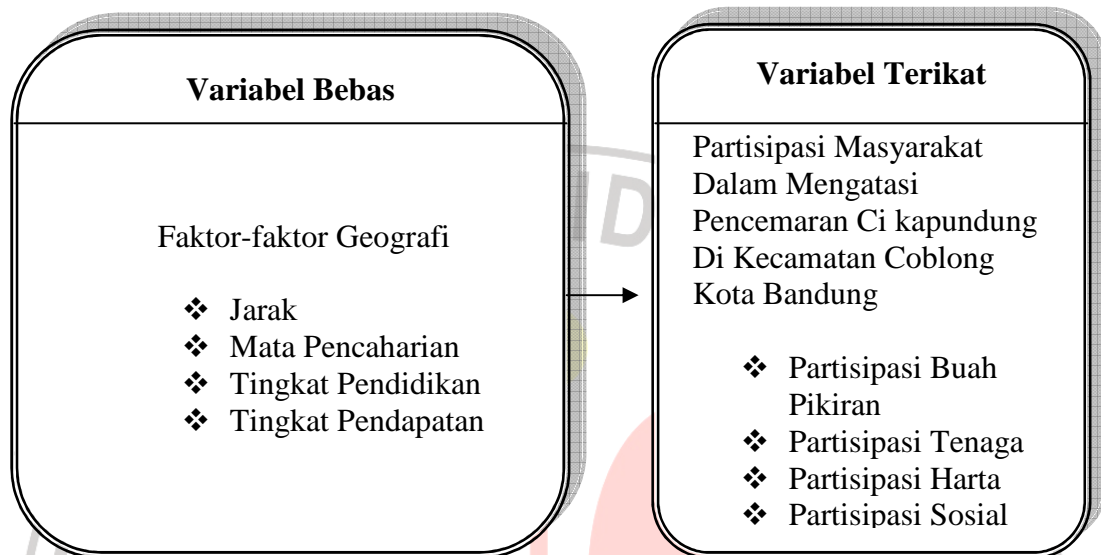 Variabel Bebas
Faktor-faktor Geografi
❖ Jarak
❖ Mata Pencaharian
❖ Tingkat Pendidikan
❖ Tingkat Pendapatan
Variabel Terikat
Partisipasi Masyarakat
Dalam Mengatasi
Pencemaran Ci kapundung
Di Kecamatan Coblong
Kota Bandung
❖ Partisipasi Buah
Pikiran
❖ Partisipasi Tenaga
❖ Partisipasi Harta
❖ Partisipasi Sosial